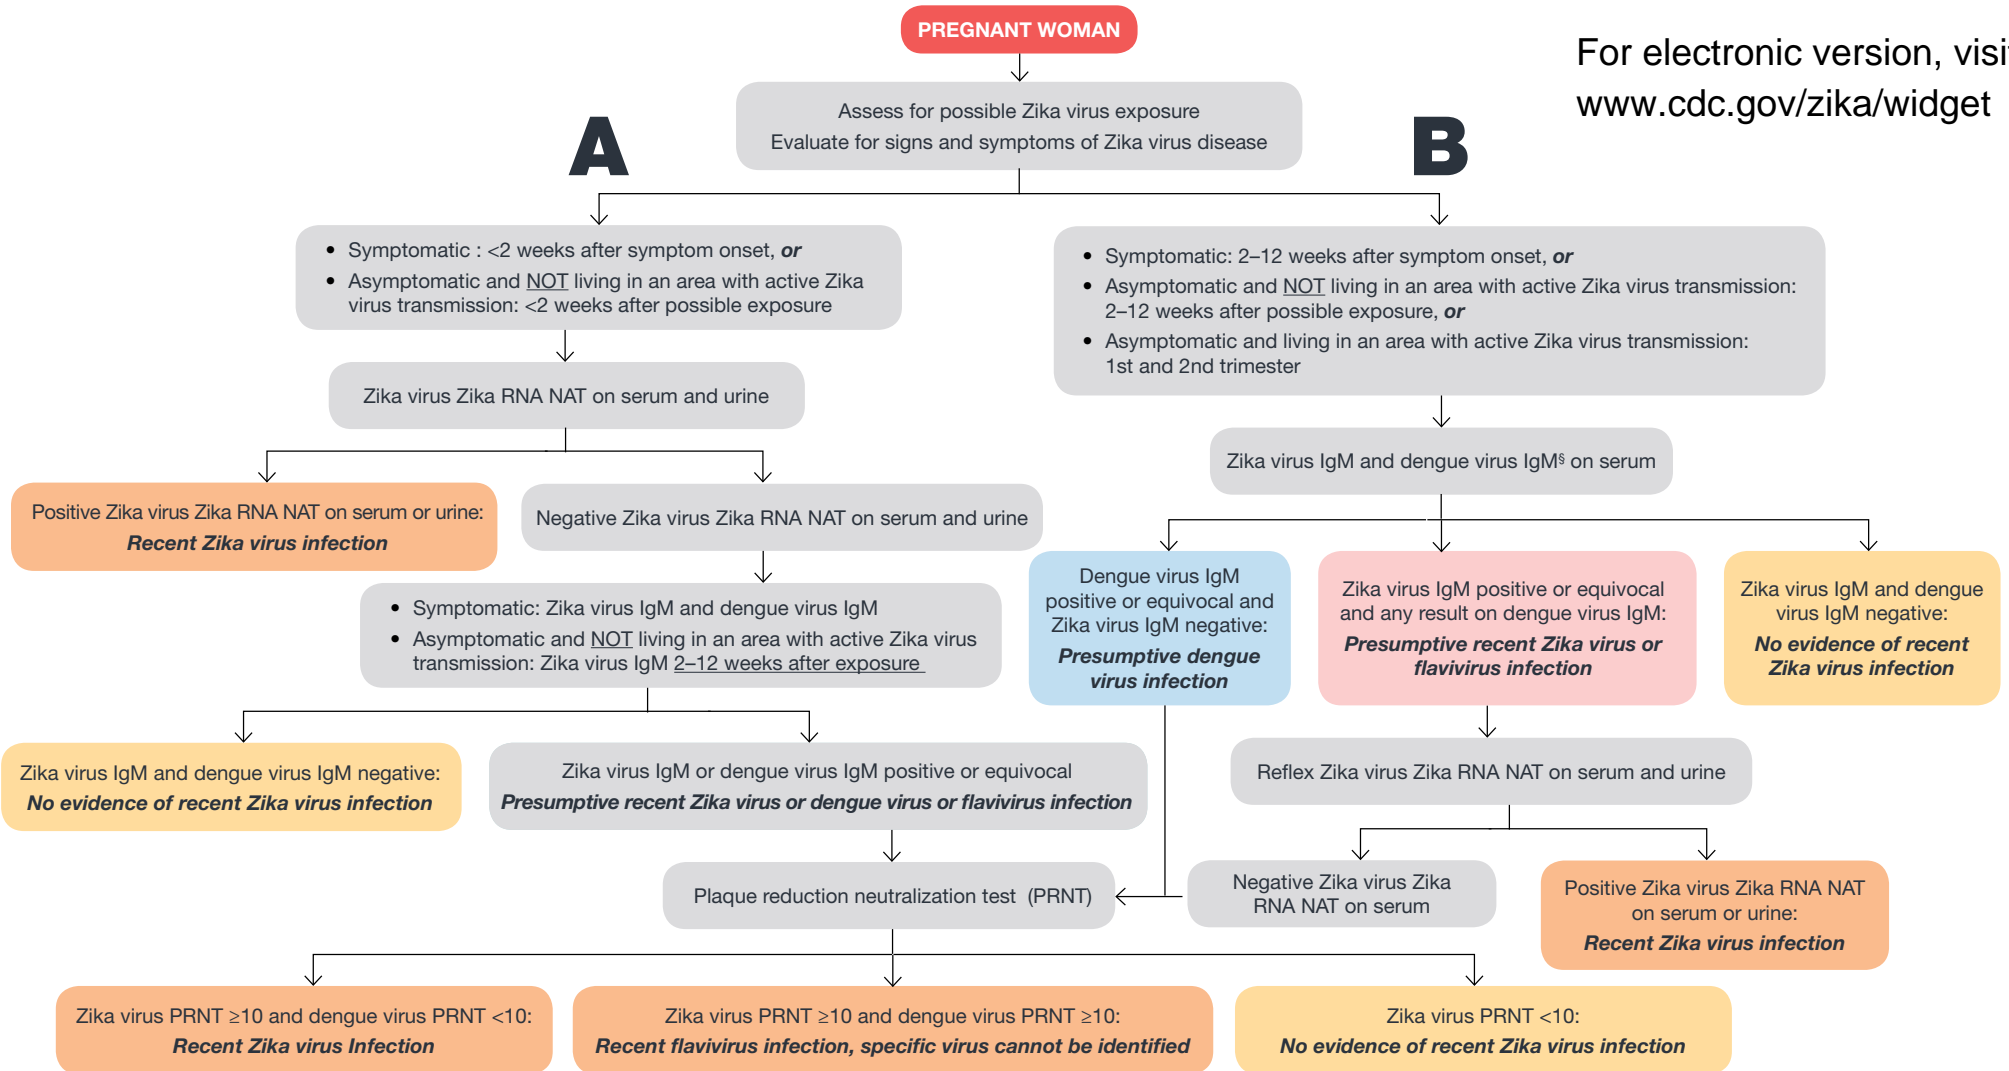 PREGNANT WOMAN
For electronic version, visit
www.cdc.gov/zika/widget
Assess for possible Zika virus exposure
Evaluate for signs and symptoms of Zika virus disease
A
B
• Symptomatic : <2 weeks after symptom onset, or
• Asymptomatic and NOT living in an area with active Zika
virus transmission: <2 weeks after possible exposure
• Symptomatic: 2–12 weeks after symptom onset, or
• Asymptomatic and NOT living in an area with active Zika virus transmission:
2–12 weeks after possible exposure, or
• Asymptomatic and living in an area with active Zika virus transmission:
1st and 2nd trimester
Zika virus Zika RNA NAT on serum and urine
Zika virus IgM and dengue virus IgM§ on serum
Positive Zika virus Zika RNA NAT on serum or urine:
Recent Zika virus infection
Negative Zika virus Zika RNA NAT on serum and urine
Dengue virus IgM
positive or equivocal and
Zika virus IgM negative:
Presumptive dengue
virus infection
Zika virus IgM positive or equivocal
and any result on dengue virus IgM:
Presumptive recent Zika virus or
flavivirus infection
Zika virus IgM and dengue
virus IgM negative:
No evidence of recent
Zika virus infection
• Symptomatic: Zika virus IgM and dengue virus IgM
• Asymptomatic and NOT living in an area with active Zika virus
transmission: Zika virus IgM 2–12 weeks after exposure
Zika virus IgM and dengue virus IgM negative:
No evidence of recent Zika virus infection
Zika virus IgM or dengue virus IgM positive or equivocal
Presumptive recent Zika virus or dengue virus or flavivirus infection
Reflex Zika virus Zika RNA NAT on serum and urine
Plaque reduction neutralization test (PRNT)
Negative Zika virus Zika
RNA NAT on serum
Positive Zika virus Zika RNA NAT
on serum or urine:
Recent Zika virus infection
Zika virus PRNT ≥10 and dengue virus PRNT <10:
Recent Zika virus Infection
Zika virus PRNT ≥10 and dengue virus PRNT ≥10:
Recent flavivirus infection, specific virus cannot be identified
Zika virus PRNT <10:
No evidence of recent Zika virus infection